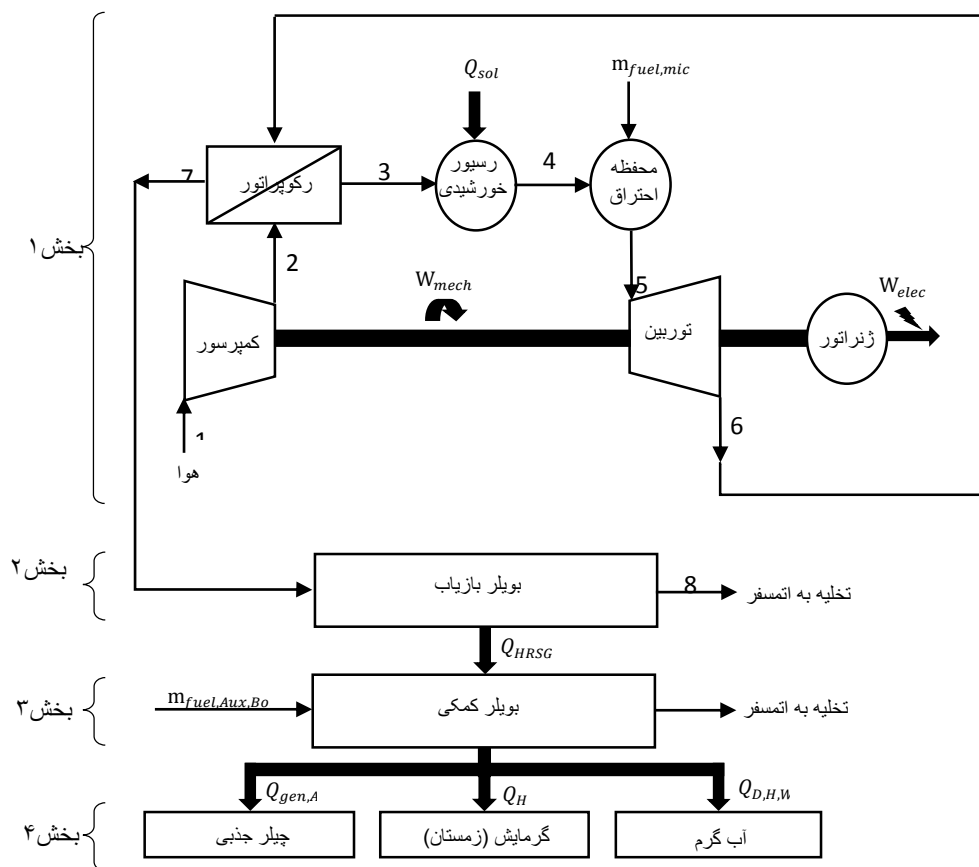 Q_sol
m_fuel,mic
رسیور
خورشیدی
محفظه
احتراق
رکوپراتور
7
3
4
2
بخش۱
W_mech
5
W_elec
کمپرسور
توربین
ژنراتور
1
هوا
6
بخش۲
بویلر بازیاب
8
تخلیه به اتمسفر
Q_HRSG
بخش۳
m_fuel,Aux,Bo
بویلر کمکی
تخلیه به اتمسفر
Q_gen,A
Q_H
Q_D,H,W
بخش۴
چیلر جذبی
گرمایش (زمستان)
آب گرم